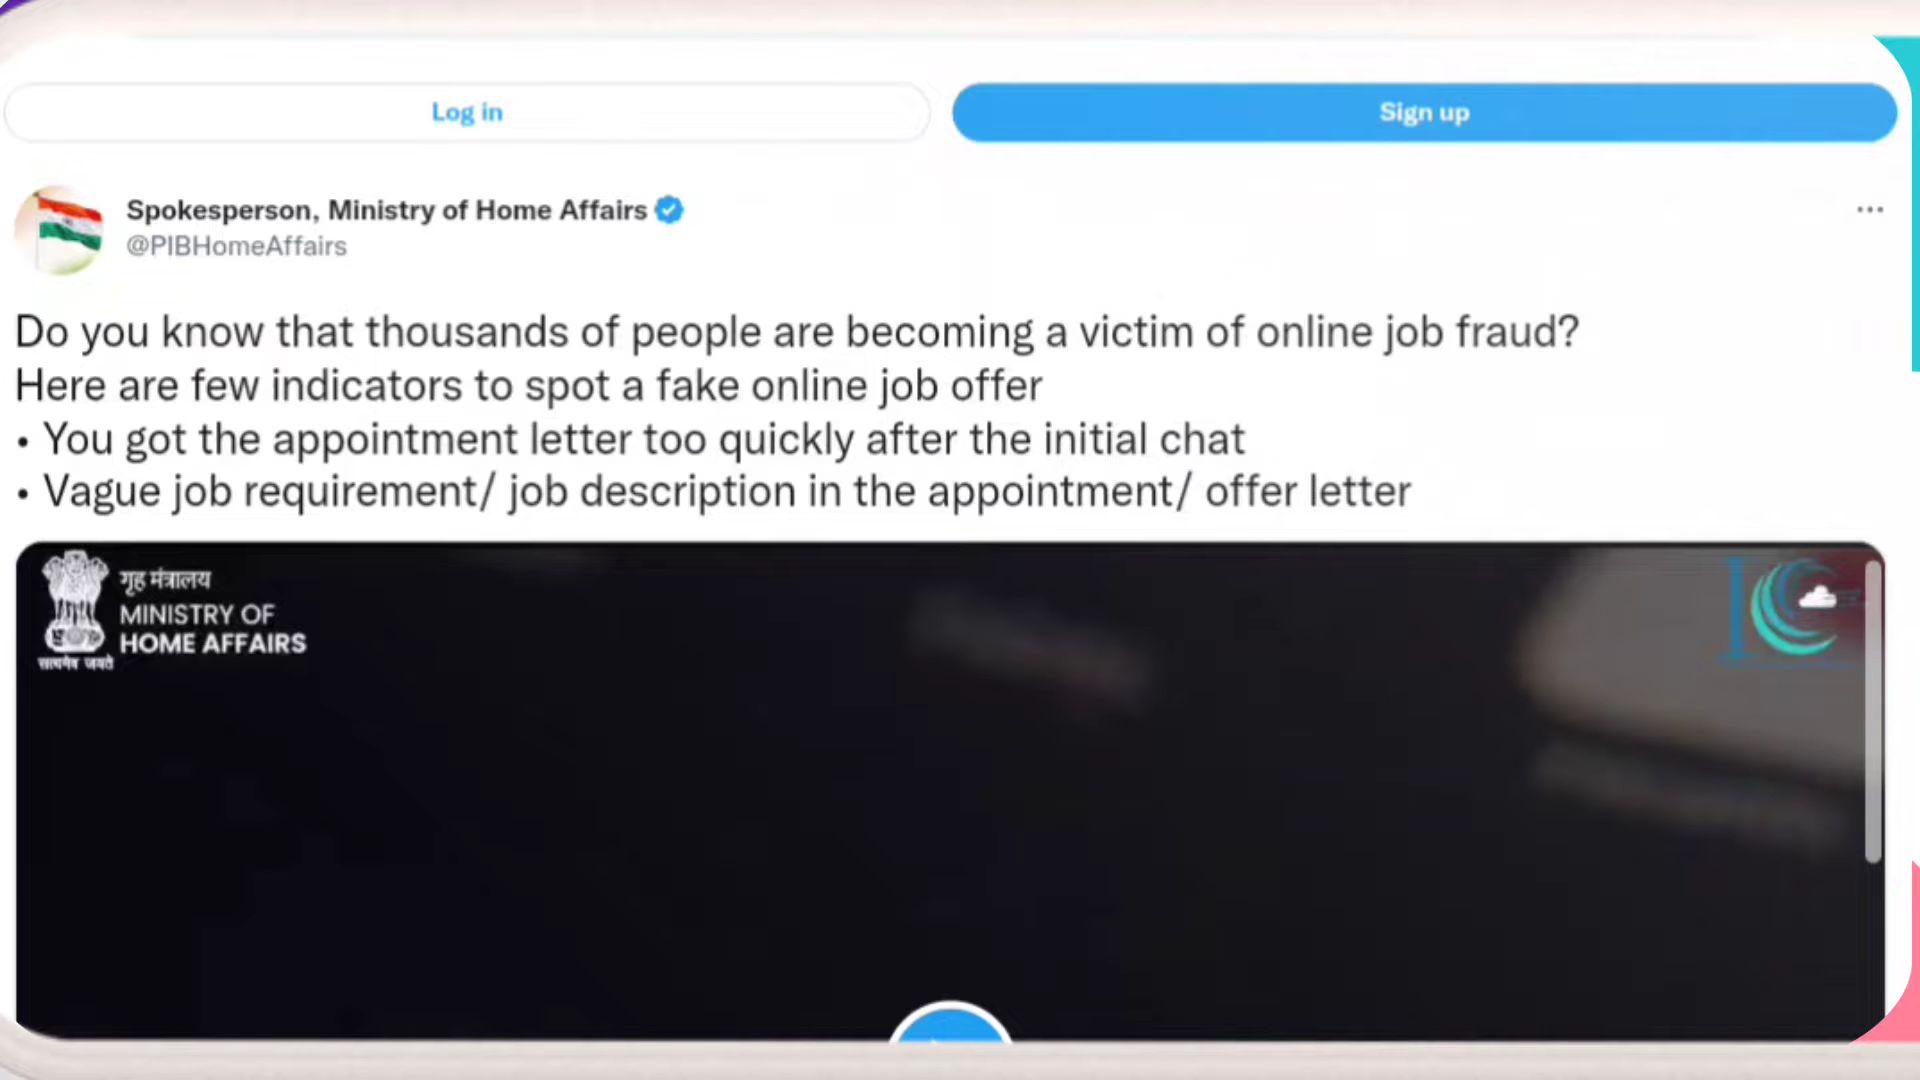 Log in
Sign up
Spokesperson, Ministry of Home Affairs
@PIBHomeAffairs
Do you know that thousands of people are becoming a victim of online job fraud?
Here are few indicators to spot a fake online job offer
• You got the appointment letter too quickly after the initial chat
• Vague job requirement/ job description in the appointment/ offer letter
गृह मंत्रालय
MINISTRY OF
HOME AFFAIRS
सत्यमेव जयते